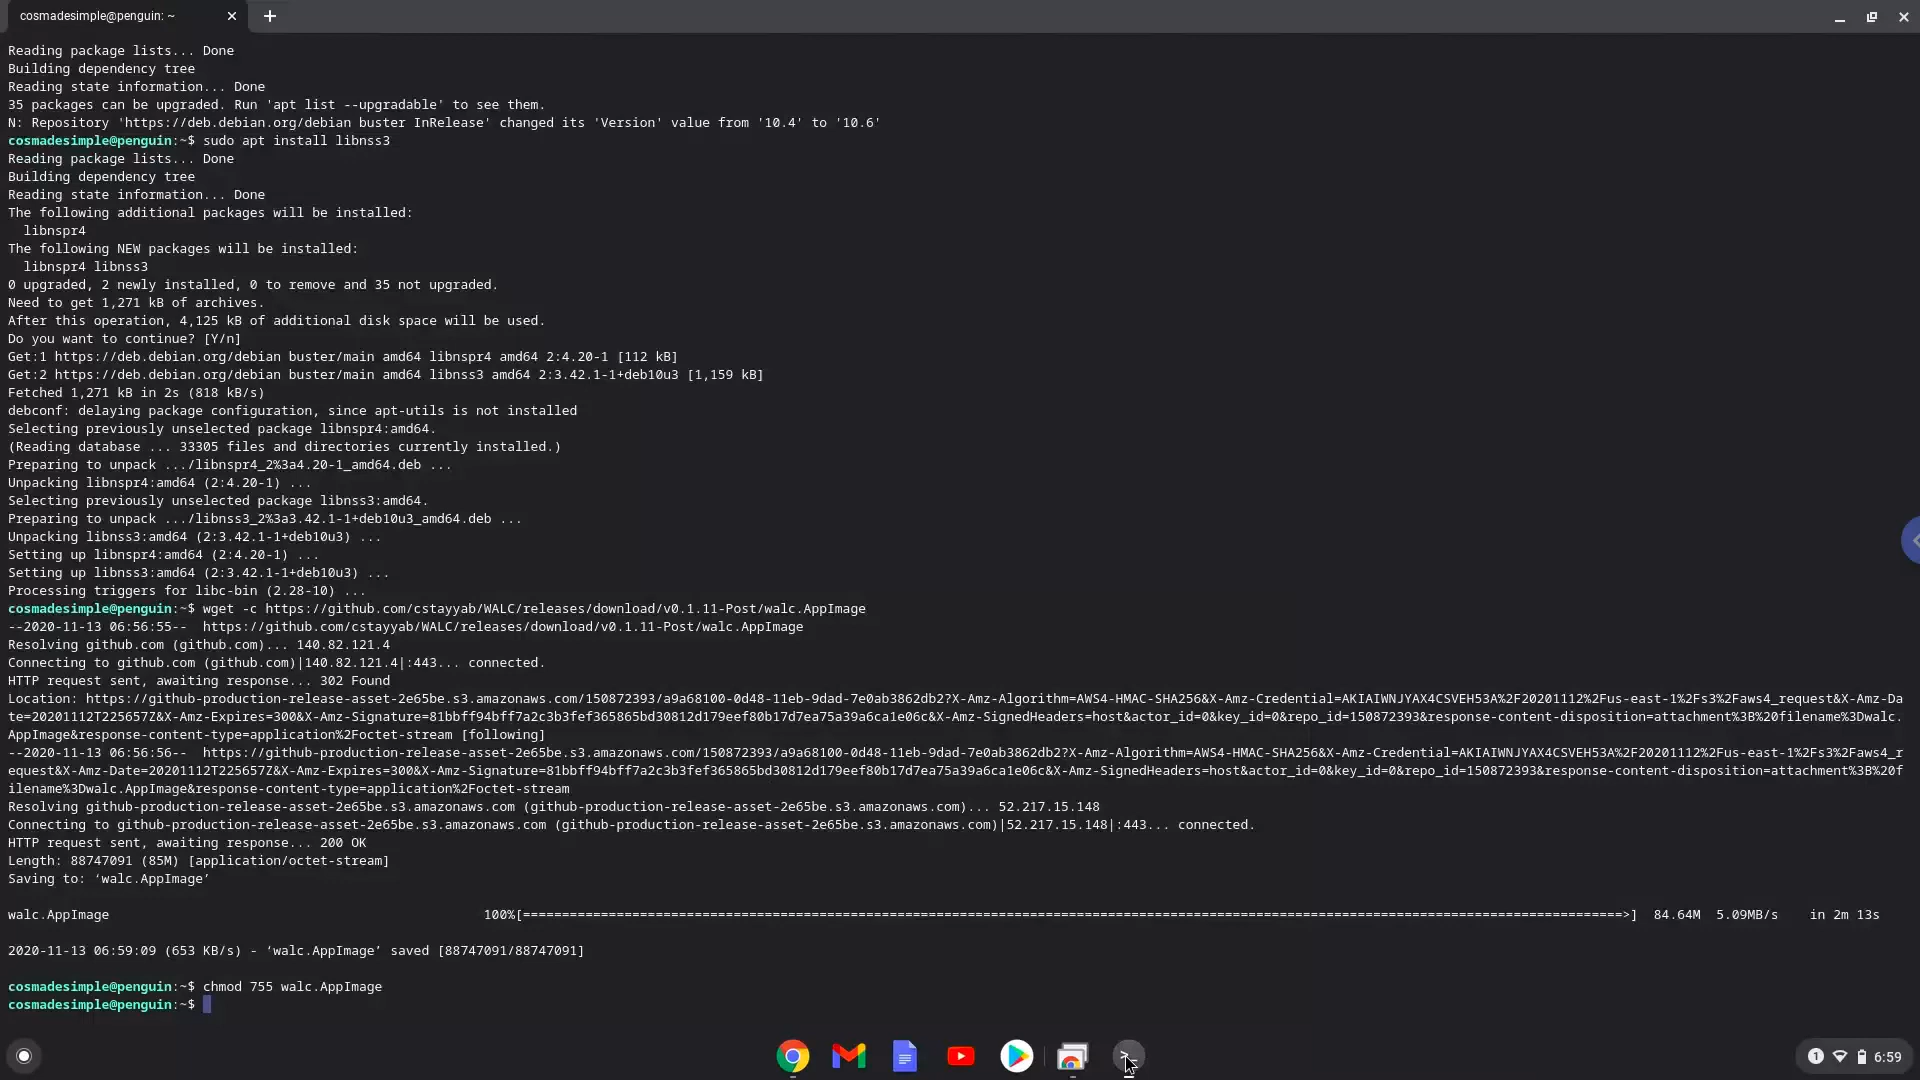 cosmadesimple@penguin: ~
Reading package lists... Done
Building dependency tree
Reading state information... Done
35 packages can be upgraded. Run 'apt list --upgradable' to see them.
N: Repository 'https://deb.debian.org/debian buster InRelease' changed its 'Version' value from '10.4' to '10.6'
cosmadesimple@penguin:~$ sudo apt install libnss3
Reading package lists... Done
Building dependency tree
Reading state information... Done
The following additional packages will be installed:
  libnspr4
The following NEW packages will be installed:
  libnspr4 libnss3
0 upgraded, 2 newly installed, 0 to remove and 35 not upgraded.
Need to get 1,271 kB of archives.
After this operation, 4,125 kB of additional disk space will be used.
Do you want to continue? [Y/n]
Get:1 https://deb.debian.org/debian buster/main amd64 libnspr4 amd64 2:4.20-1 [112 kB]
Get:2 https://deb.debian.org/debian buster/main amd64 libnss3 amd64 2:3.42.1-1+deb10u3 [1,159 kB]
Fetched 1,271 kB in 2s (818 kB/s)
debconf: delaying package configuration, since apt-utils is not installed
Selecting previously unselected package libnspr4:amd64.
(Reading database ... 33305 files and directories currently installed.)
Preparing to unpack .../libnspr4_2%3a4.20-1_amd64.deb ...
Unpacking libnspr4:amd64 (2:4.20-1) ...
Selecting previously unselected package libnss3:amd64.
Preparing to unpack .../libnss3_2%3a3.42.1-1+deb10u3_amd64.deb ...
Unpacking libnss3:amd64 (2:3.42.1-1+deb10u3) ...
Setting up libnspr4:amd64 (2:4.20-1) ...
Setting up libnss3:amd64 (2:3.42.1-1+deb10u3) ...
Processing triggers for libc-bin (2.28-10) ...
cosmadesimple@penguin:~$ wget -c https://github.com/cstayyab/WALC/releases/download/v0.1.11-Post/walc.AppImage
--2020-11-13 06:56:55--  https://github.com/cstayyab/WALC/releases/download/v0.1.11-Post/walc.AppImage
Resolving github.com (github.com)... 140.82.121.4
Connecting to github.com (github.com)|140.82.121.4|:443... connected.
HTTP request sent, awaiting response... 302 Found
Location: https://github-production-release-asset-2e65be.s3.amazonaws.com/150872393/a9a68100-0d48-11eb-9dad-7e0ab3862db2?X-Amz-Algorithm=AWS4-HMAC-SHA256&X-Amz-Credential=AKIAIWNJYAX4CSVEH53A%2F20201112%2Fus-east-1%2Fs3%2Faws4_request&X-Amz-Da
te=20201112T225657Z&X-Amz-Expires=300&X-Amz-Signature=81bbff94bff7a2c3b3fef365865bd30812d179eef80b17d7ea75a39a6ca1e06c&X-Amz-SignedHeaders=host&actor_id=0&key_id=0&repo_id=150872393&response-content-disposition=attachment%3B%20filename%3Dwalc.
AppImage&response-content-type=application%2Foctet-stream [following]
--2020-11-13 06:56:56--  https://github-production-release-asset-2e65be.s3.amazonaws.com/150872393/a9a68100-0d48-11eb-9dad-7e0ab3862db2?X-Amz-Algorithm=AWS4-HMAC-SHA256&X-Amz-Credential=AKIAIWNJYAX4CSVEH53A%2F20201112%2Fus-east-1%2Fs3%2Faws4_r
equest&X-Amz-Date=20201112T225657Z&X-Amz-Expires=300&X-Amz-Signature=81bbff94bff7a2c3b3fef365865bd30812d179eef80b17d7ea75a39a6ca1e06c&X-Amz-SignedHeaders=host&actor_id=0&key_id=0&repo_id=150872393&response-content-disposition=attachment%3B%20f
ilename%3Dwalc.AppImage&response-content-type=application%2Foctet-stream
Resolving github-production-release-asset-2e65be.s3.amazonaws.com (github-production-release-asset-2e65be.s3.amazonaws.com)... 52.217.15.148
Connecting to github-production-release-asset-2e65be.s3.amazonaws.com (github-production-release-asset-2e65be.s3.amazonaws.com)|52.217.15.148|:443... connected.
HTTP request sent, awaiting response... 200 OK
Length: 88747091 (85M) [application/octet-stream]
Saving to: ‘walc.AppImage’
walc.AppImage 100%[==========================================================>] 84.64M 5.09MB/s in 2m 13s
2020-11-13 06:59:09 (653 KB/s) - ‘walc.AppImage’ saved [88747091/88747091]
cosmadesimple@penguin:~$ chmod 755 walc.AppImage
cosmadesimple@penguin:~$
1 6:59